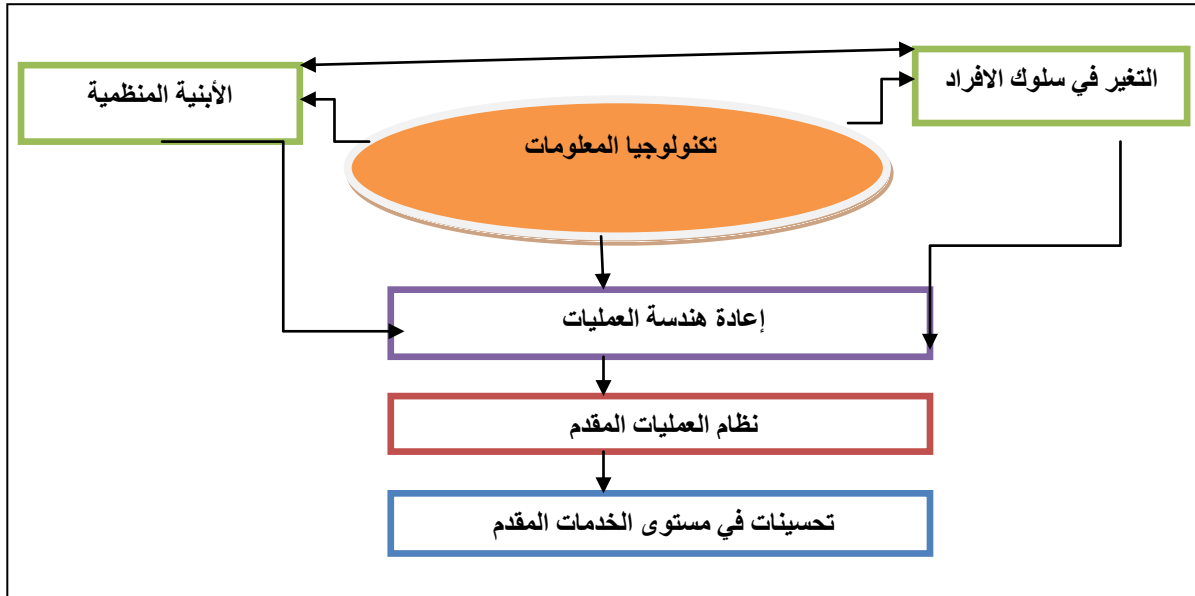 التغير في سلوك الافراد
الأبنية المنظمية
تكنولوجيا المعلومات
إعادة هندسة العمليات
نظام العمليات المقدم
تحسينات في مستوى الخدمات المقدم